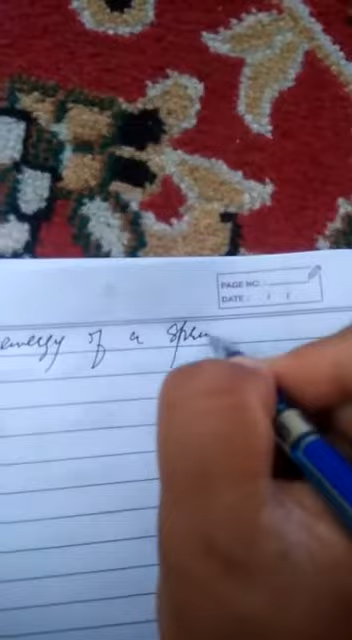 PAGE NO:
DATE: / /
energy of a